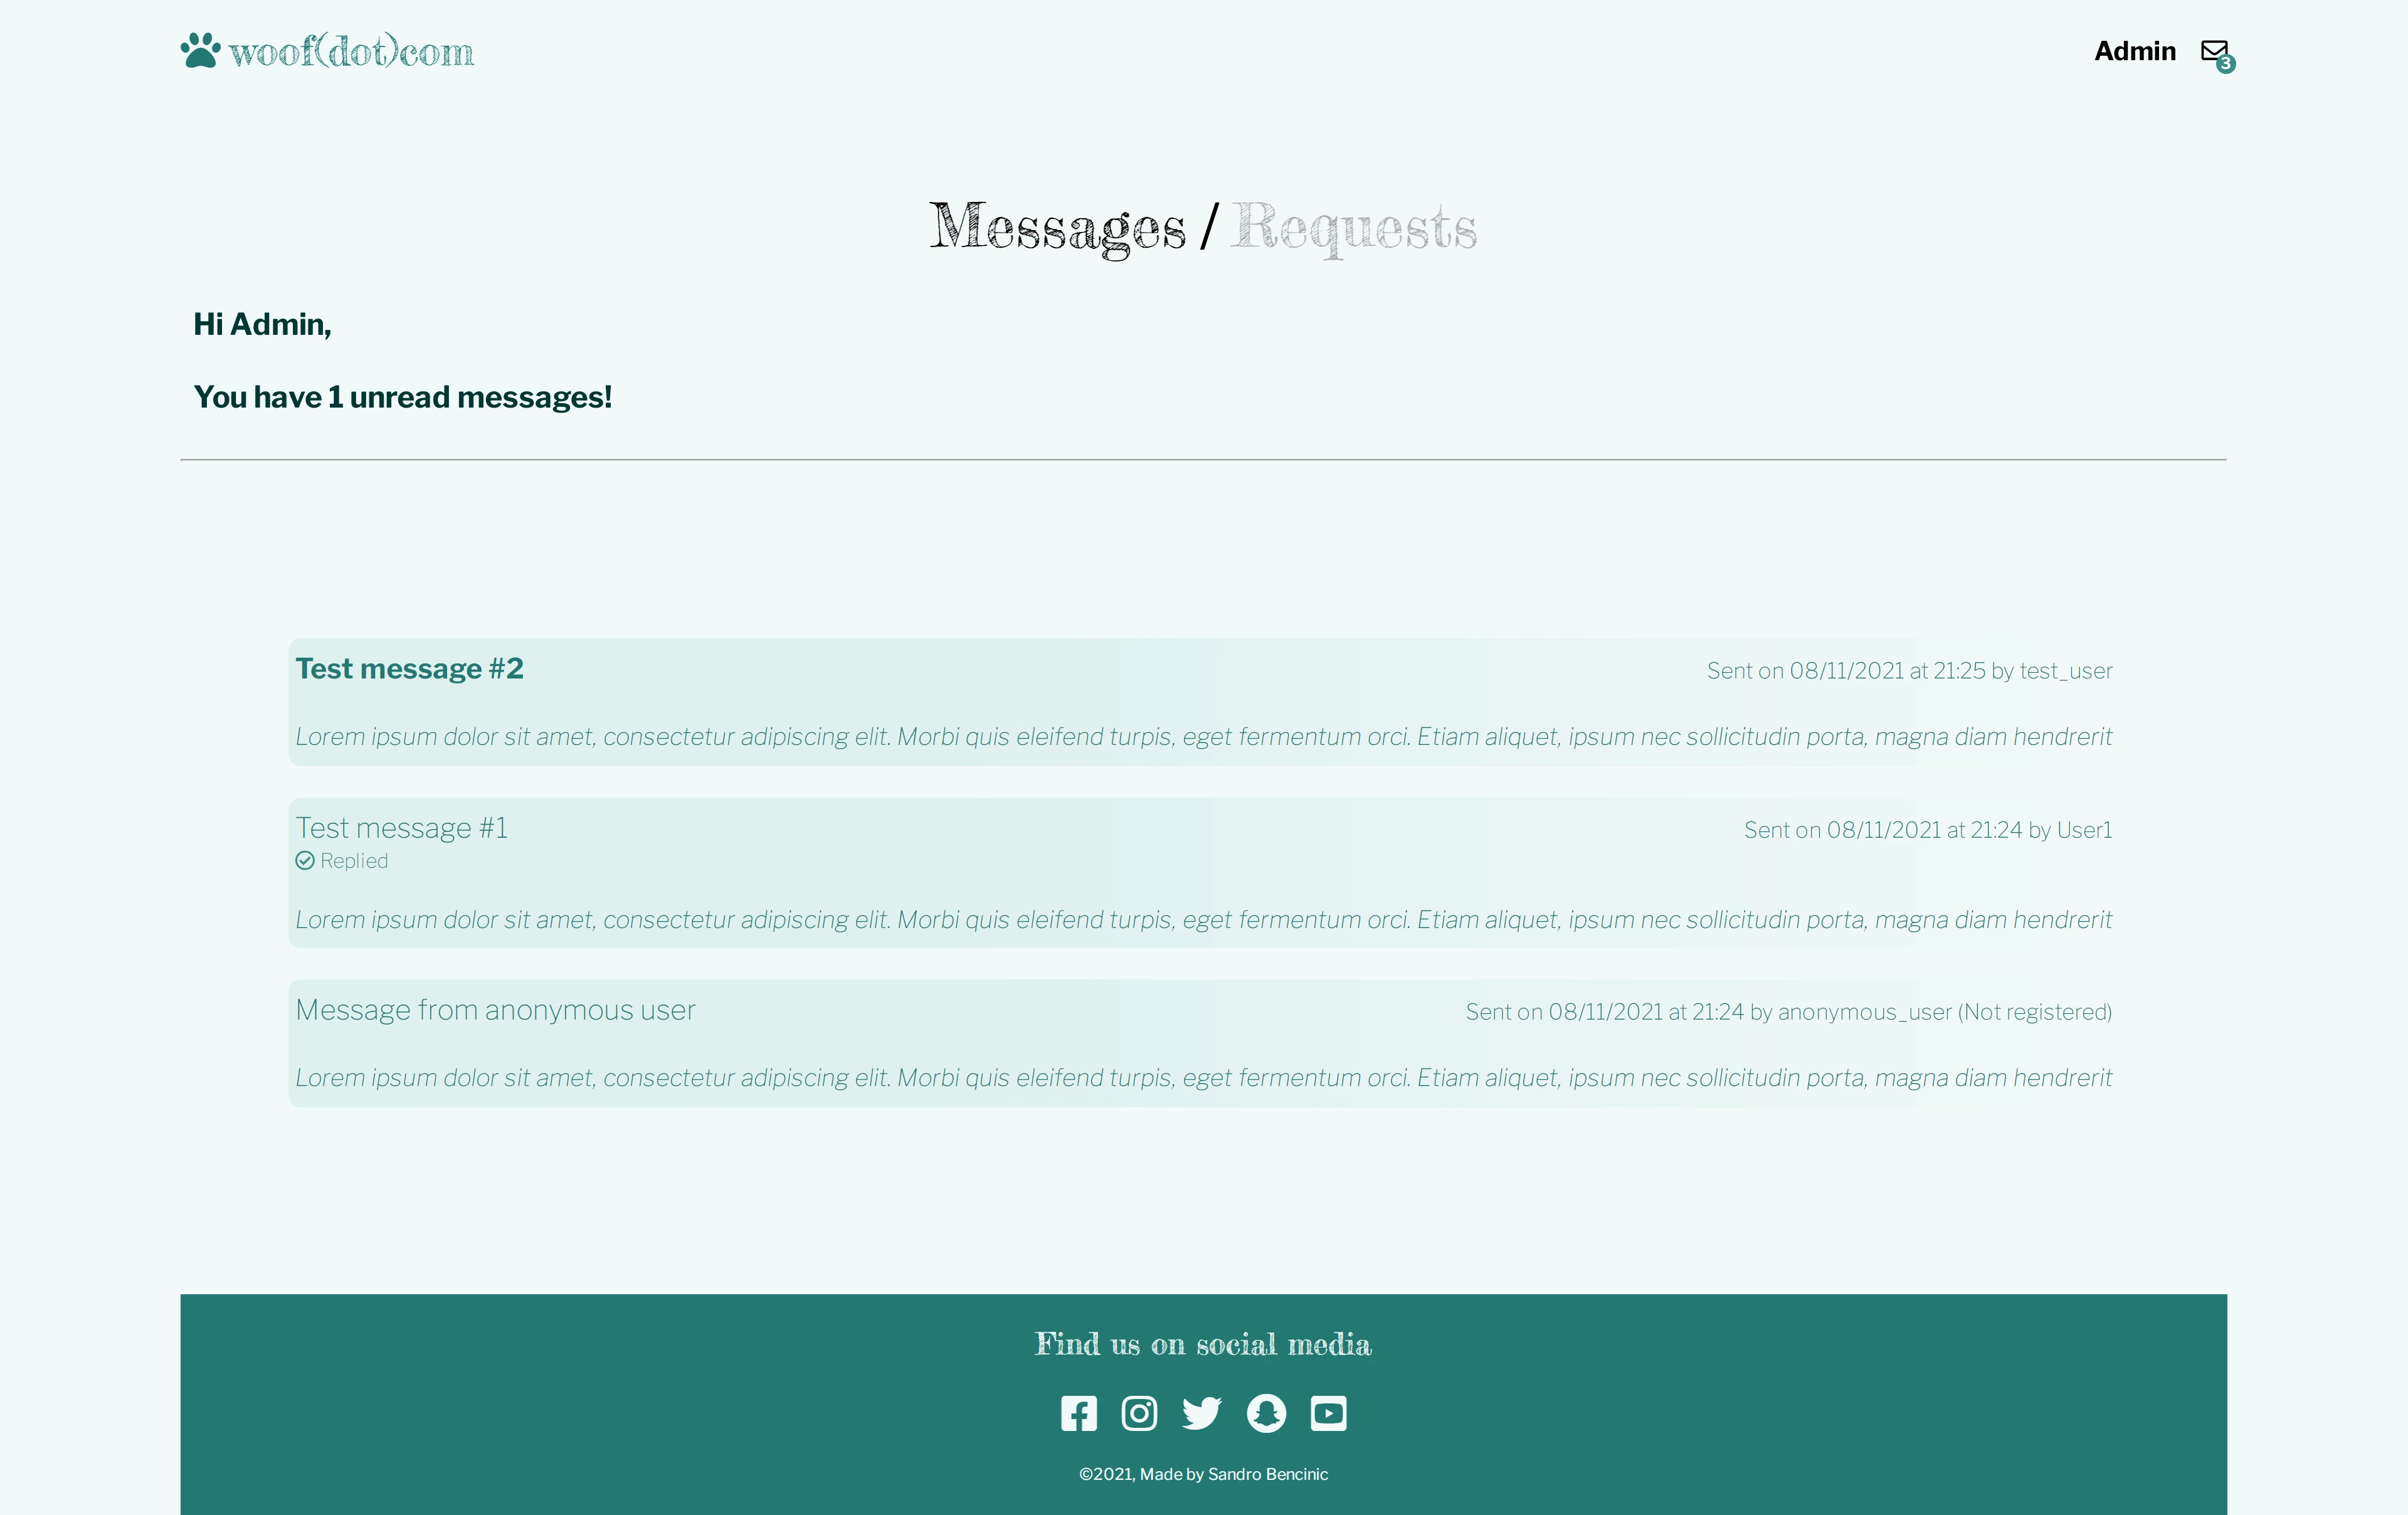 woof(dot)com
Admin
3
Messages / Requests
Hi Admin,
You have 1 unread messages!
Test message #2
Sent on 08/11/2021 at 21:25 by test_user
Lorem ipsum dolor sit amet, consectetur adipiscing elit. Morbi quis eleifend turpis, eget fermentum orci. Etiam aliquet, ipsum nec sollicitudin porta, magna diam hendrerit
Test message #1
Sent on 08/11/2021 at 21:24 by User1
Replied
Lorem ipsum dolor sit amet, consectetur adipiscing elit. Morbi quis eleifend turpis, eget fermentum orci. Etiam aliquet, ipsum nec sollicitudin porta, magna diam hendrerit
Message from anonymous user
Sent on 08/11/2021 at 21:24 by anonymous_user (Not registered)
Lorem ipsum dolor sit amet, consectetur adipiscing elit. Morbi quis eleifend turpis, eget fermentum orci. Etiam aliquet, ipsum nec sollicitudin porta, magna diam hendrerit
Find us on social media
©2021, Made by Sandro Bencinic